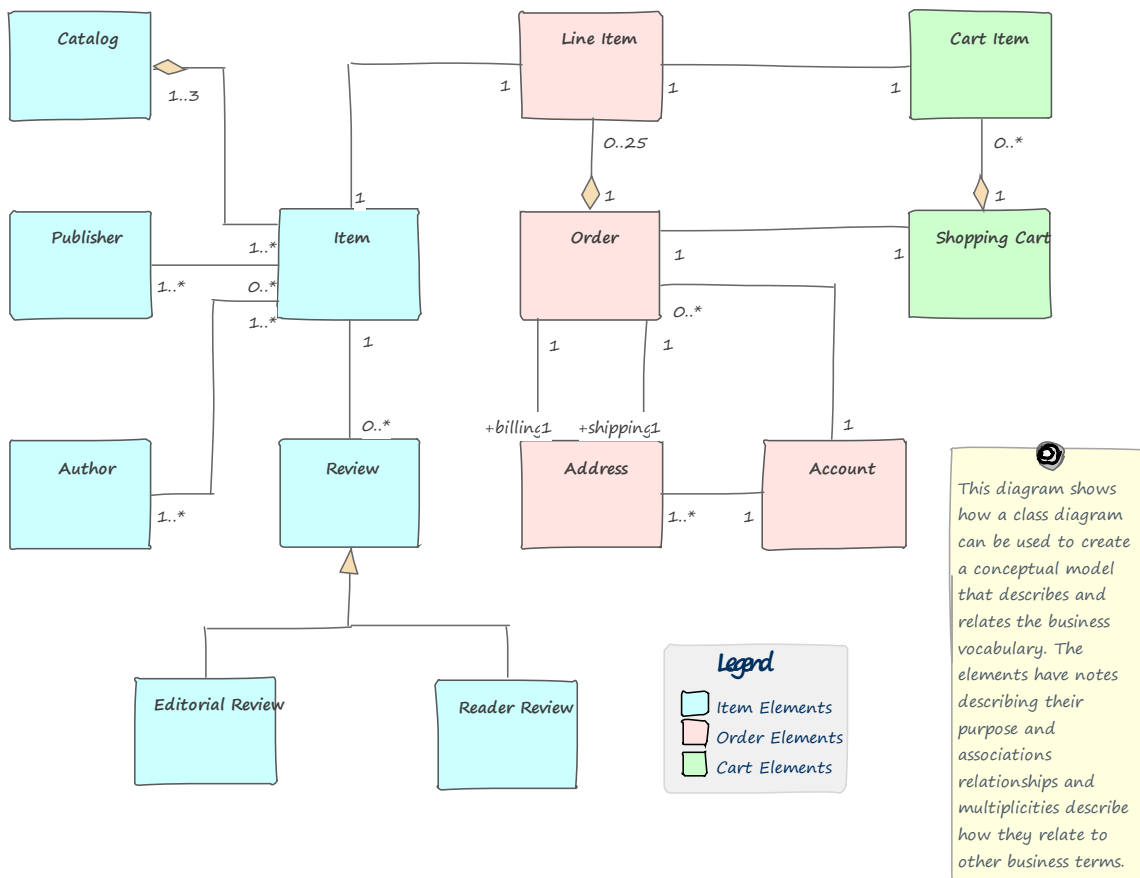 Catalog
Line Item
Cart Item
1..3
1
1
1
0..25
0..*
1
1
1
Publisher
Item
Order
Shopping Cart
1..*
1
1
1..*
0..*
1..*
0..*
1
1
1
+billing
1
+shipping
1
0..*
1
Author
Review
Address
Account
1..*
1..*
1
This diagram shows
how a class diagram
can be used to create
a conceptual model
that describes and
relates the business
vocabulary. The
elements have notes
describing their
purpose and
associations
relationships and
multiplicities describe
how they relate to
other business terms.
Editorial Review
Reader Review
Legend
Item Elements
Order Elements
Cart Elements